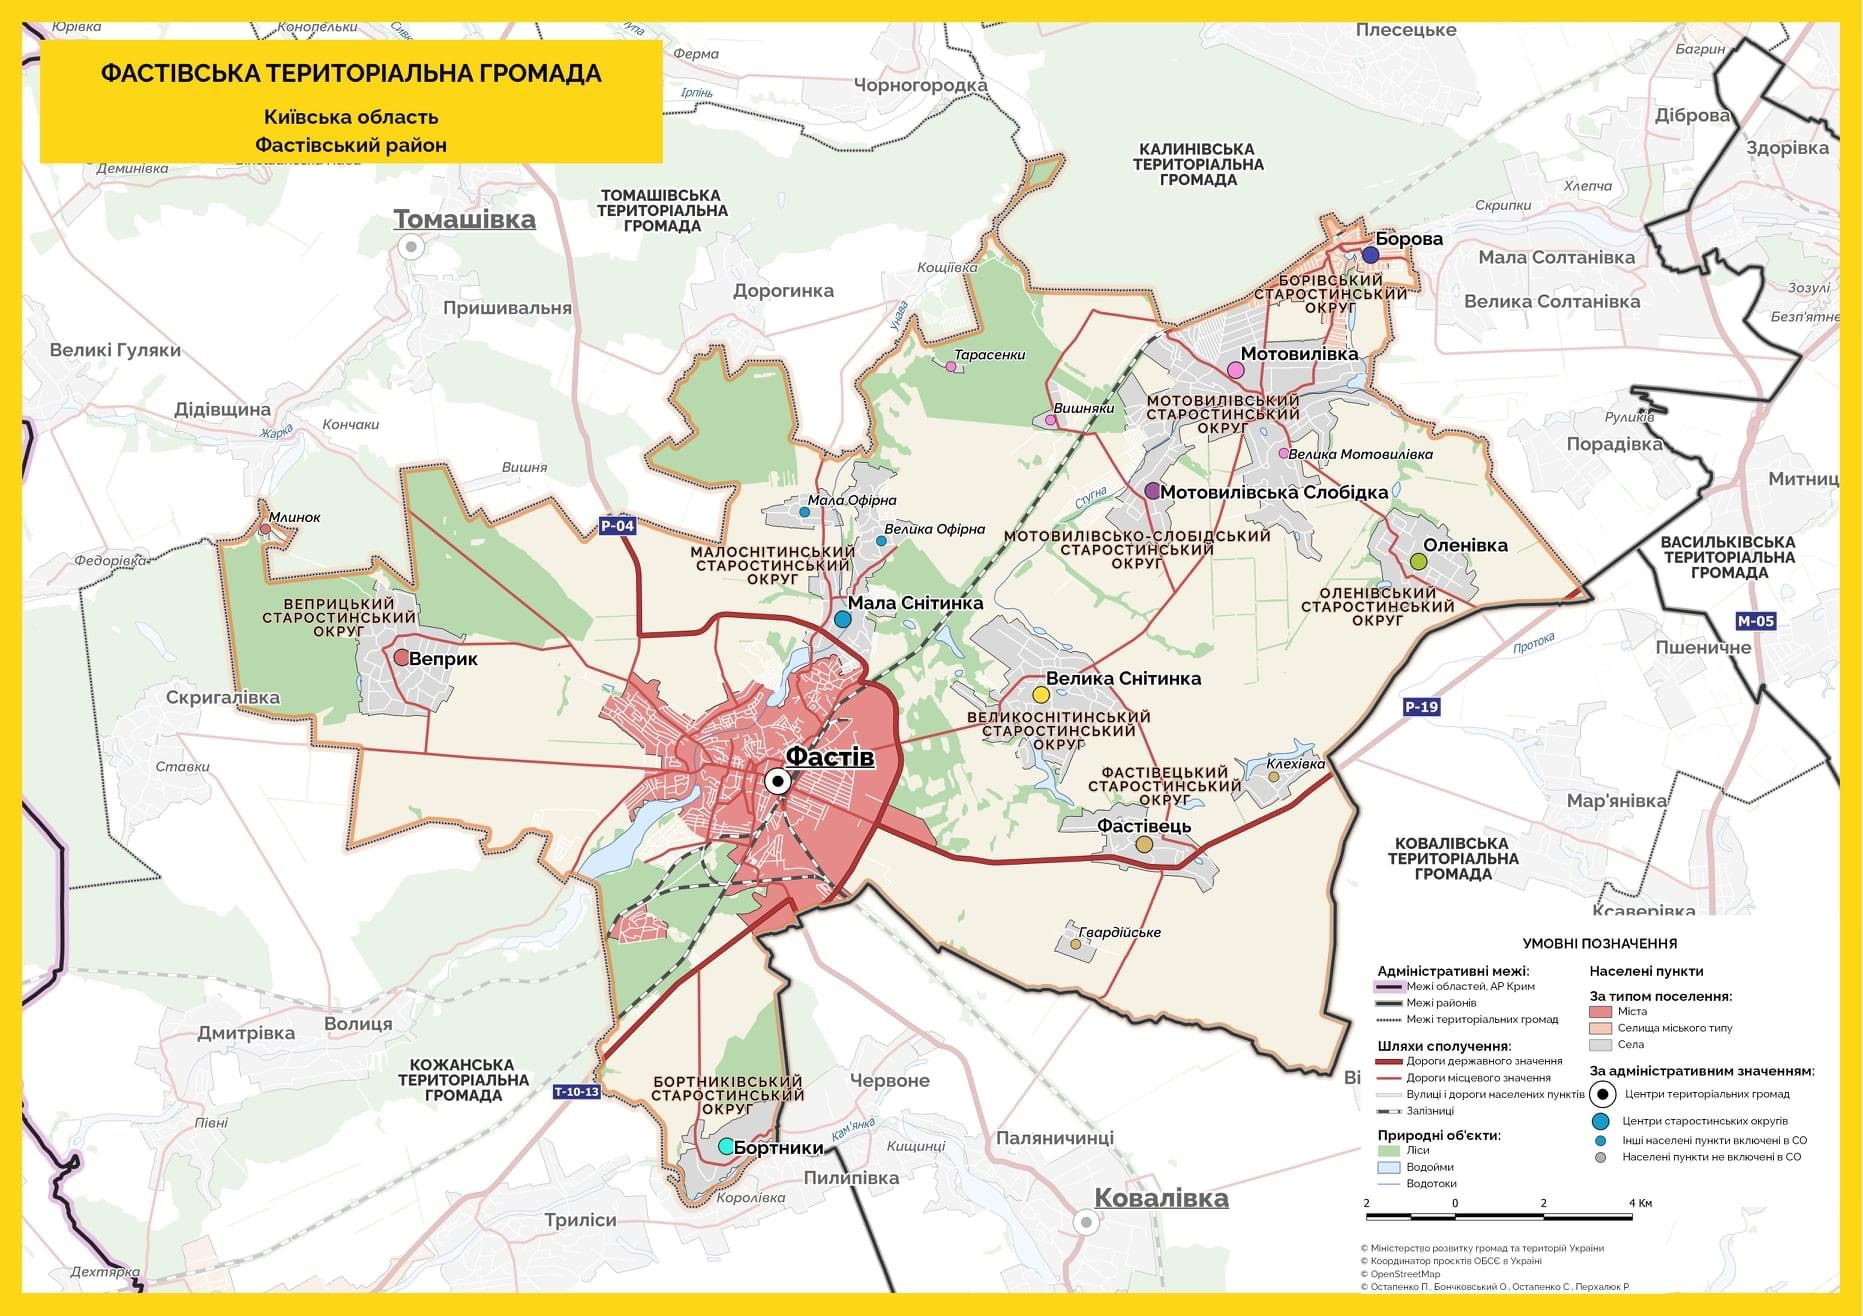 Юрівка
Конопельки
Ферма
Плесецьке
Багрин
ФАСТІВСЬКА ТЕРИТОРІАЛЬНА ГРОМАДА
Київська область
Фастівський район
Ірпінь
Чорногородка
Діброва
Здорівка
Деминівка
КАЛИНІВСЬКА
ТЕРИТОРІАЛЬНА
ГРОМАДА
ТОМАШІВСЬКА
ТЕРИТОРІАЛЬНА
ГРОМАДА
Хлепча
Скрипки
Томашівка
Борова
Мала Солтанівка
Кощіївка
Дорогинка
Пришивальня
Унава
БОРІВСЬКИЙ
СТАРОСТИНСЬКИЙ
ОКРУГ
Велика Солтанівка
Зозулі
Безп'ятне
Великі Гуляки
Тарасенки
Мотовилівка
Дідівщина
Жарка
Кончаки
Вишняки
МОТОВИЛІВСЬКИЙ
СТАРОСТИНСЬКИЙ
ОКРУГ
Руликів
Порадівка
Вишня
Велика Мотовилівка
Митниц
Мала Офірна
Стугна
Мотовилівська Слобідка
Млинок
Р-04
Велика Офірна
МОТОВИЛІВСЬКО-СЛОБІДСЬКИЙ
СТАРОСТИНСЬКИЙ
ОКРУГ
Оленівка
ВАСИЛЬКІВСЬКА
ТЕРИТОРІАЛЬНА
ГРОМАДА
Федорівка
МАЛОСНІТИНСЬКИЙ
СТАРОСТИНСЬКИЙ
ОКРУГ
ВЕПРИЦЬКИЙ
СТАРОСТИНСЬКИЙ
ОКРУГ
Мала Снітинка
ОЛЕНІВСЬКИЙ
СТАРОСТИНСЬКИЙ
ОКРУГ
М-05
Протока
Пшеничне
Веприк
Велика Снітинка
Скригалівка
Р-19
ВЕЛИКОСНІТИНСЬКИЙ
СТАРОСТИНСЬКИЙ
ОКРУГ
Ставки
Фастів
Клехівка
ФАСТІВЕЦЬКИЙ
СТАРОСТИНСЬКИЙ
ОКРУГ
Мар'янівка
Фастівець
КОВАЛІВСЬКА
ТЕРИТОРІАЛЬНА
ГРОМАДА
Ксаверівка
Гвардійське
Дмитрівка
Волиця
КОЖАНСЬКА
ТЕРИТОРІАЛЬНА
ГРОМАДА
Т-10-13
БОРТНИКІВСЬКИЙ
СТАРОСТИНСЬКИЙ
ОКРУГ
Червоне
Ві
Півні
Кам'янка
Кищинці
Паляничинці
Бортники
Пилипівка
Королівка
Ковалівка
Триліси
Дехтярка
УМОВНІ ПОЗНАЧЕННЯ
Адміністративні межі:
Межі областей, АР Крим
Межі районів
Межі територіальних громад
Шляхи сполучення:
Дороги державного значення
Дороги місцевого значення
Вулиці і дороги населених пунктів
Залізниці
Природні об'єкти:
Ліси
Водойми
Водотоки
Населені пункти
За типом поселення:
Міста
Селища міського типу
Села
За адміністративним значенням:
Центри територіальних громад
Центри старостинських округів
Інші населені пункти включені в СО
Населені пункти не включені в СО
2 0 2 4 Км
© Міністерство розвитку громад та територій України
© Координатор проєктів ОБСЄ в Україні
© OpenStreetMap
© Остапенко П., Бончковський О., Остапенко С., Перхалюк Р.